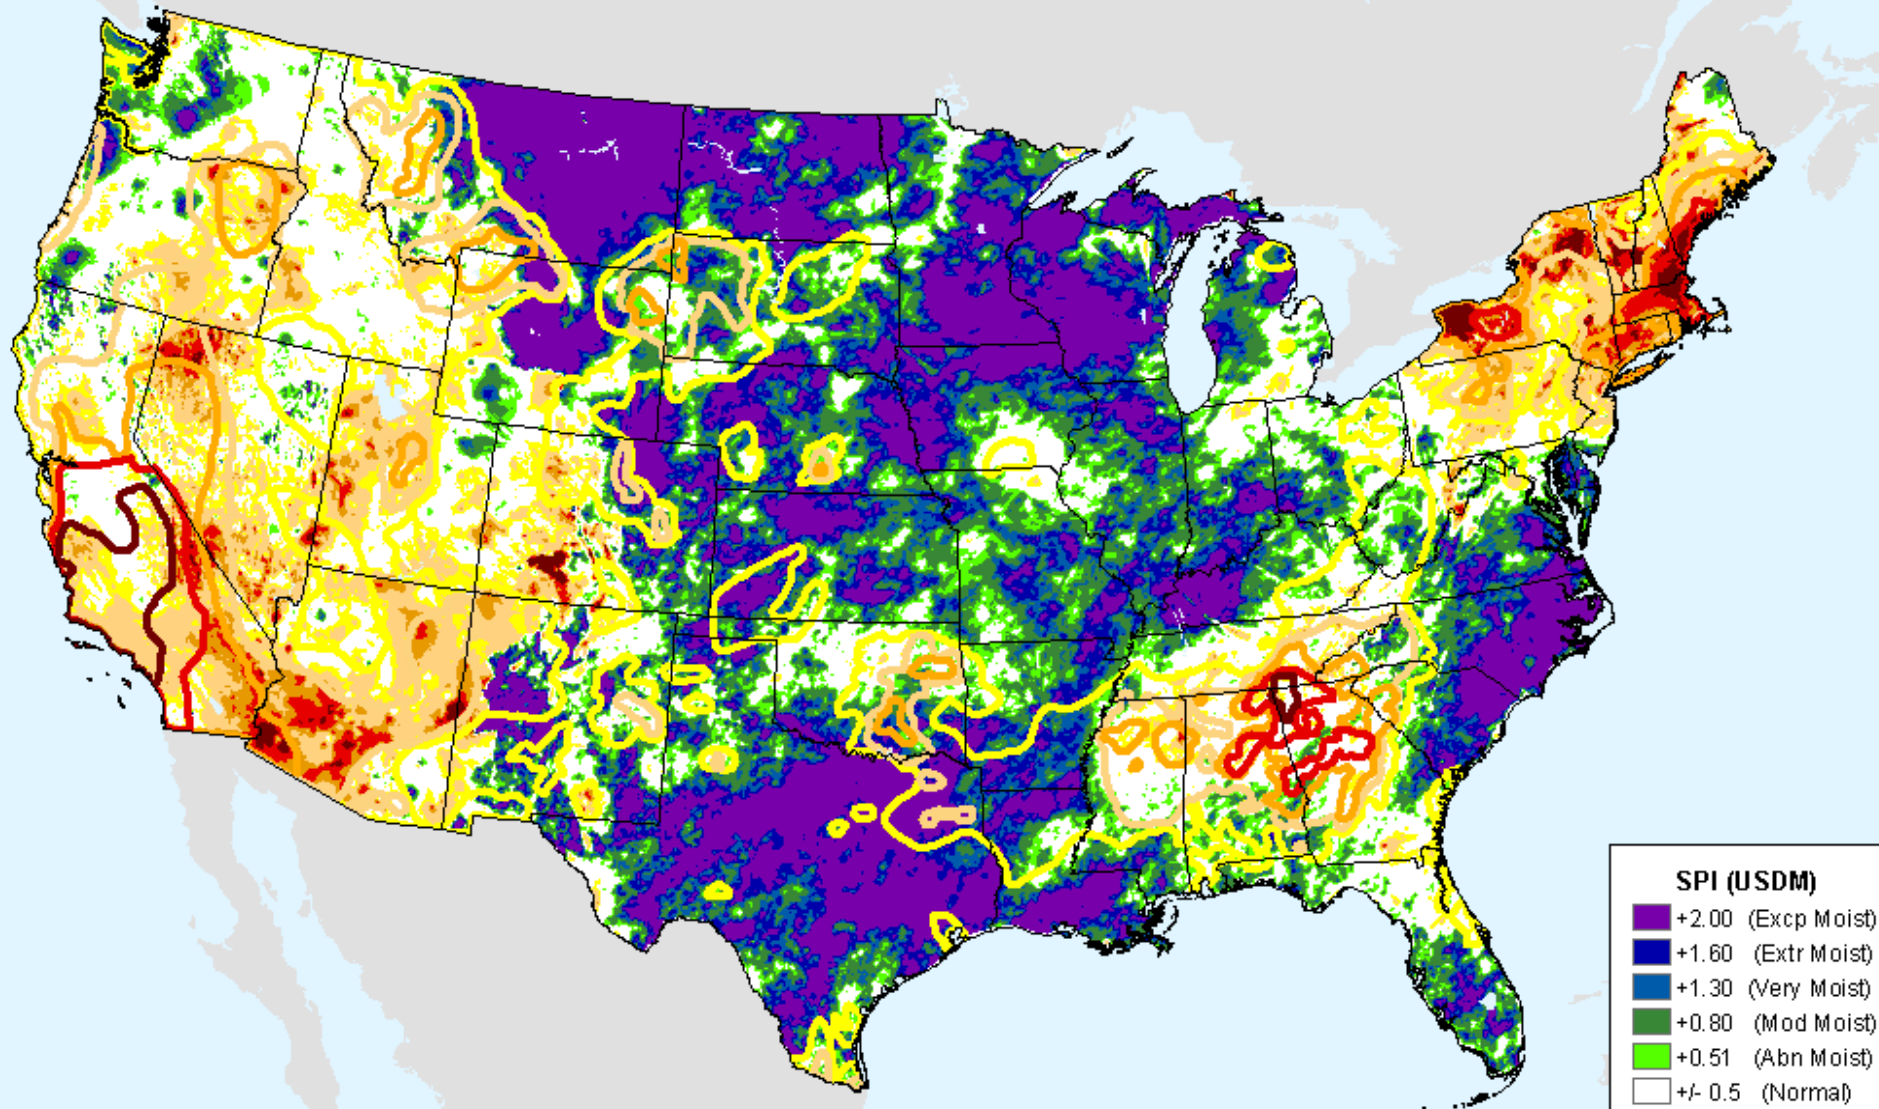 SPI (USDM)
+2.00 (Excp Moist)
+1.60 (Extr Moist)
+1.30 (Very Moist)
+0.80 (Mod Moist)
+0.51 (Abn Moist)
+/- 0.5 (Normal)